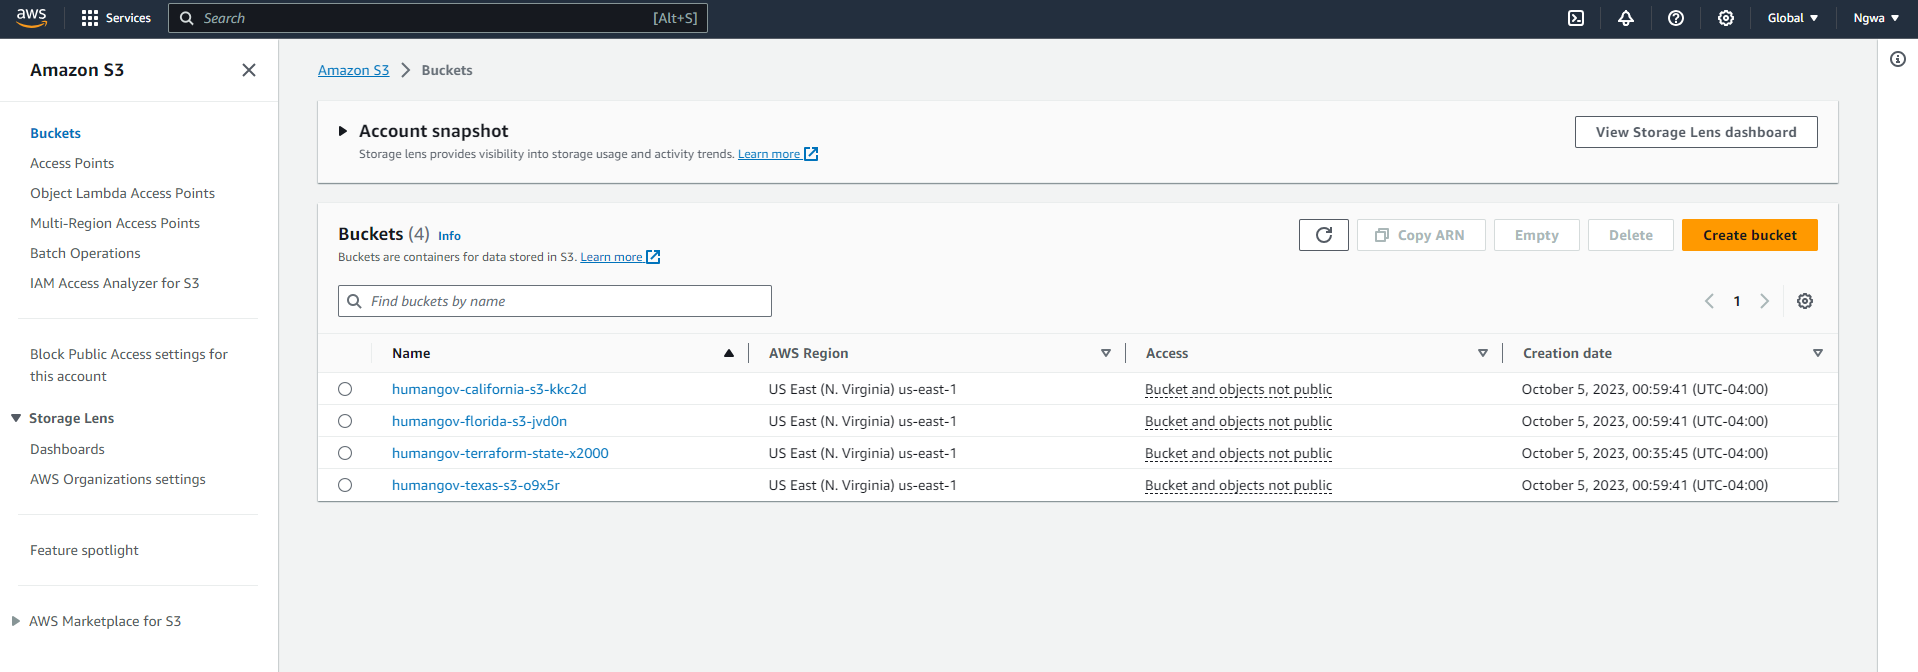 aws
Services
Search
[Alt+S]
Global
Ngwa
Amazon S3
Buckets
Access Points
Object Lambda Access Points
Multi-Region Access Points
Batch Operations
IAM Access Analyzer for S3
Block Public Access settings for
this account
Storage Lens
Dashboards
AWS Organizations settings
Feature spotlight
AWS Marketplace for S3
Amazon S3 Buckets
Account snapshot
Storage lens provides visibility into storage usage and activity trends. Learn more
View Storage Lens dashboard
Buckets (4) Info
Buckets are containers for data stored in S3. Learn more
Copy ARN
Empty
Delete
Create bucket
Find buckets by name
1
Name AWS Region Access Creation date
humangov-california-s3-kkc2d US East (N. Virginia) us-east-1 Bucket and objects not public October 5, 2023, 00:59:41 (UTC-04:00)
humangov-florida-s3-jvd0n US East (N. Virginia) us-east-1 Bucket and objects not public October 5, 2023, 00:59:41 (UTC-04:00)
humangov-terraform-state-x2000 US East (N. Virginia) us-east-1 Bucket and objects not public October 5, 2023, 00:35:45 (UTC-04:00)
humangov-texas-s3-o9x5r US East (N. Virginia) us-east-1 Bucket and objects not public October 5, 2023, 00:59:41 (UTC-04:00)